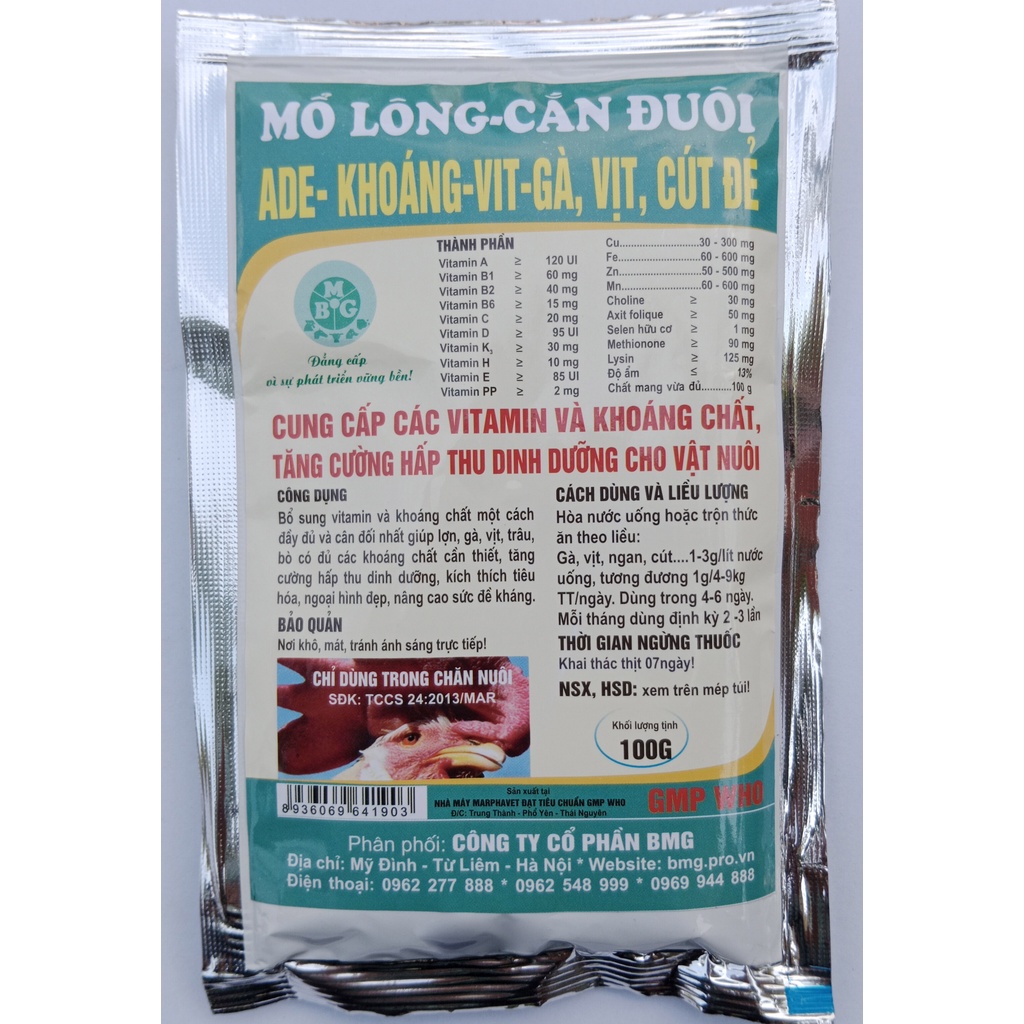 MỔ LÔNG-CẮN ĐUÔI
ADE- KHOÁNG-VIT-GÀ, VỊT, CÚT ĐẺ
BMG
Đẳng cấp
vì sự phát triển vững bền!
THÀNH PHẦN
Vitamin A ≥ 120 UI
Vitamin B1 ≥ 60 mg
Vitamin B2 ≥ 40 mg
Vitamin B6 ≥ 15 mg
Vitamin C ≥ 20 mg
Vitamin D ≥ 95 UI
Vitamin K3 ≥ 30 mg
Vitamin H ≥ 10 mg
Vitamin E ≥ 85 UI
Vitamin PP ≥ 2 mg
Cu............................30 - 300 mg
Fe............................60 - 600 mg
Zn............................50 - 500 mg
Mn...........................60 - 600 mg
Choline ≥ 30 mg
Axit folique ≥ 50 mg
Selen hữu cơ ≥ 1 mg
Methionone ≥ 90 mg
Lysin ≥ 125 mg
Độ ẩm ≤ 13%
Chất mang vừa đủ...........100 g
CUNG CẤP CÁC VITAMIN VÀ KHOÁNG CHẤT,
TĂNG CƯỜNG HẤP THU DINH DƯỠNG CHO VẬT NUÔI
CÔNG DỤNG
Bổ sung vitamin và khoáng chất một cách
đầy đủ và cân đối nhất giúp lợn, gà, vịt, trâu,
bò có đủ các khoáng chất cần thiết, tăng
cường hấp thu dinh dưỡng, kích thích tiêu
hóa, ngoại hình đẹp, nâng cao sức đề kháng.
BẢO QUẢN
Nơi khô, mát, tránh ánh sáng trực tiếp!
CHỈ DÙNG TRONG CHĂN NUÔI
SĐK: TCCS 24:2013/MAR
CÁCH DÙNG VÀ LIỀU LƯỢNG
Hòa nước uống hoặc trộn thức
ăn theo liều:
Gà, vịt, ngan, cút....1-3g/lít nước
uống, tương đương 1g/4-9kg
TT/ngày. Dùng trong 4-6 ngày.
Mỗi tháng dùng định kỳ 2 -3 lần
THỜI GIAN NGỪNG THUỐC
Khai thác thịt 07ngày!
NSX, HSD: xem trên mép túi!
Khối lượng tịnh
100G
8 936069 641903
Sản xuất tại
NHÀ MÁY MARPHAVET ĐẠT TIÊU CHUẨN GMP WHO
Đ/C: Trung Thành - Phổ Yên - Thái Nguyên
GMP WHO
Phân phối: CÔNG TY CỔ PHẦN BMG
Địa chỉ: Mỹ Đình - Từ Liêm - Hà Nội * Website: bmg.pro.vn
Điện thoại: 0962 277 888 * 0962 548 999 * 0969 944 888